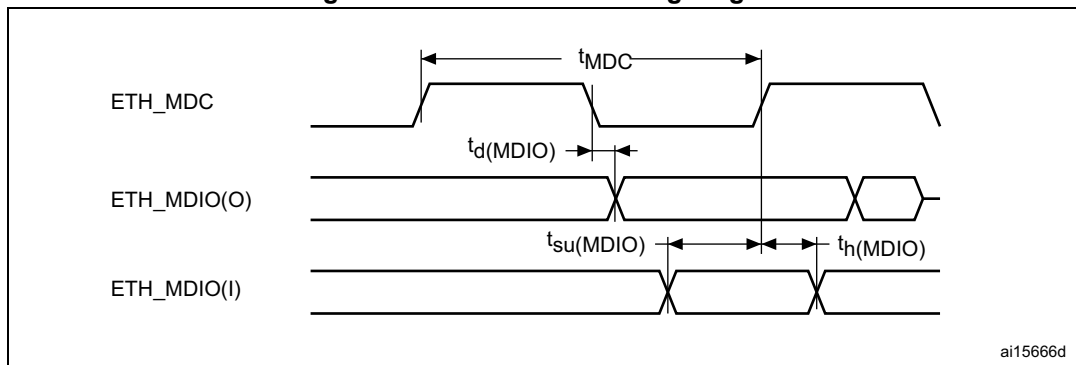 tMDC
ETH_MDC
td(MDIO)
ETH_MDIO(O)
tsu(MDIO)
th(MDIO)
ETH_MDIO(I)
ai15666d